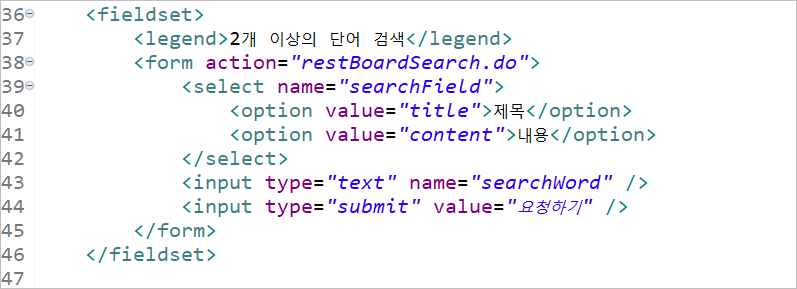 36 <fieldset>
37 <legend>2개 이상의 단어 검색</legend>
38 <form action="restBoardSearch.do">
39 <select name="searchField">
40 <option value="title">제목</option>
41 <option value="content">내용</option>
42 </select>
43 <input type="text" name="searchWord" />
44 <input type="submit" value="요청하기" />
45 </form>
46 </fieldset>
47